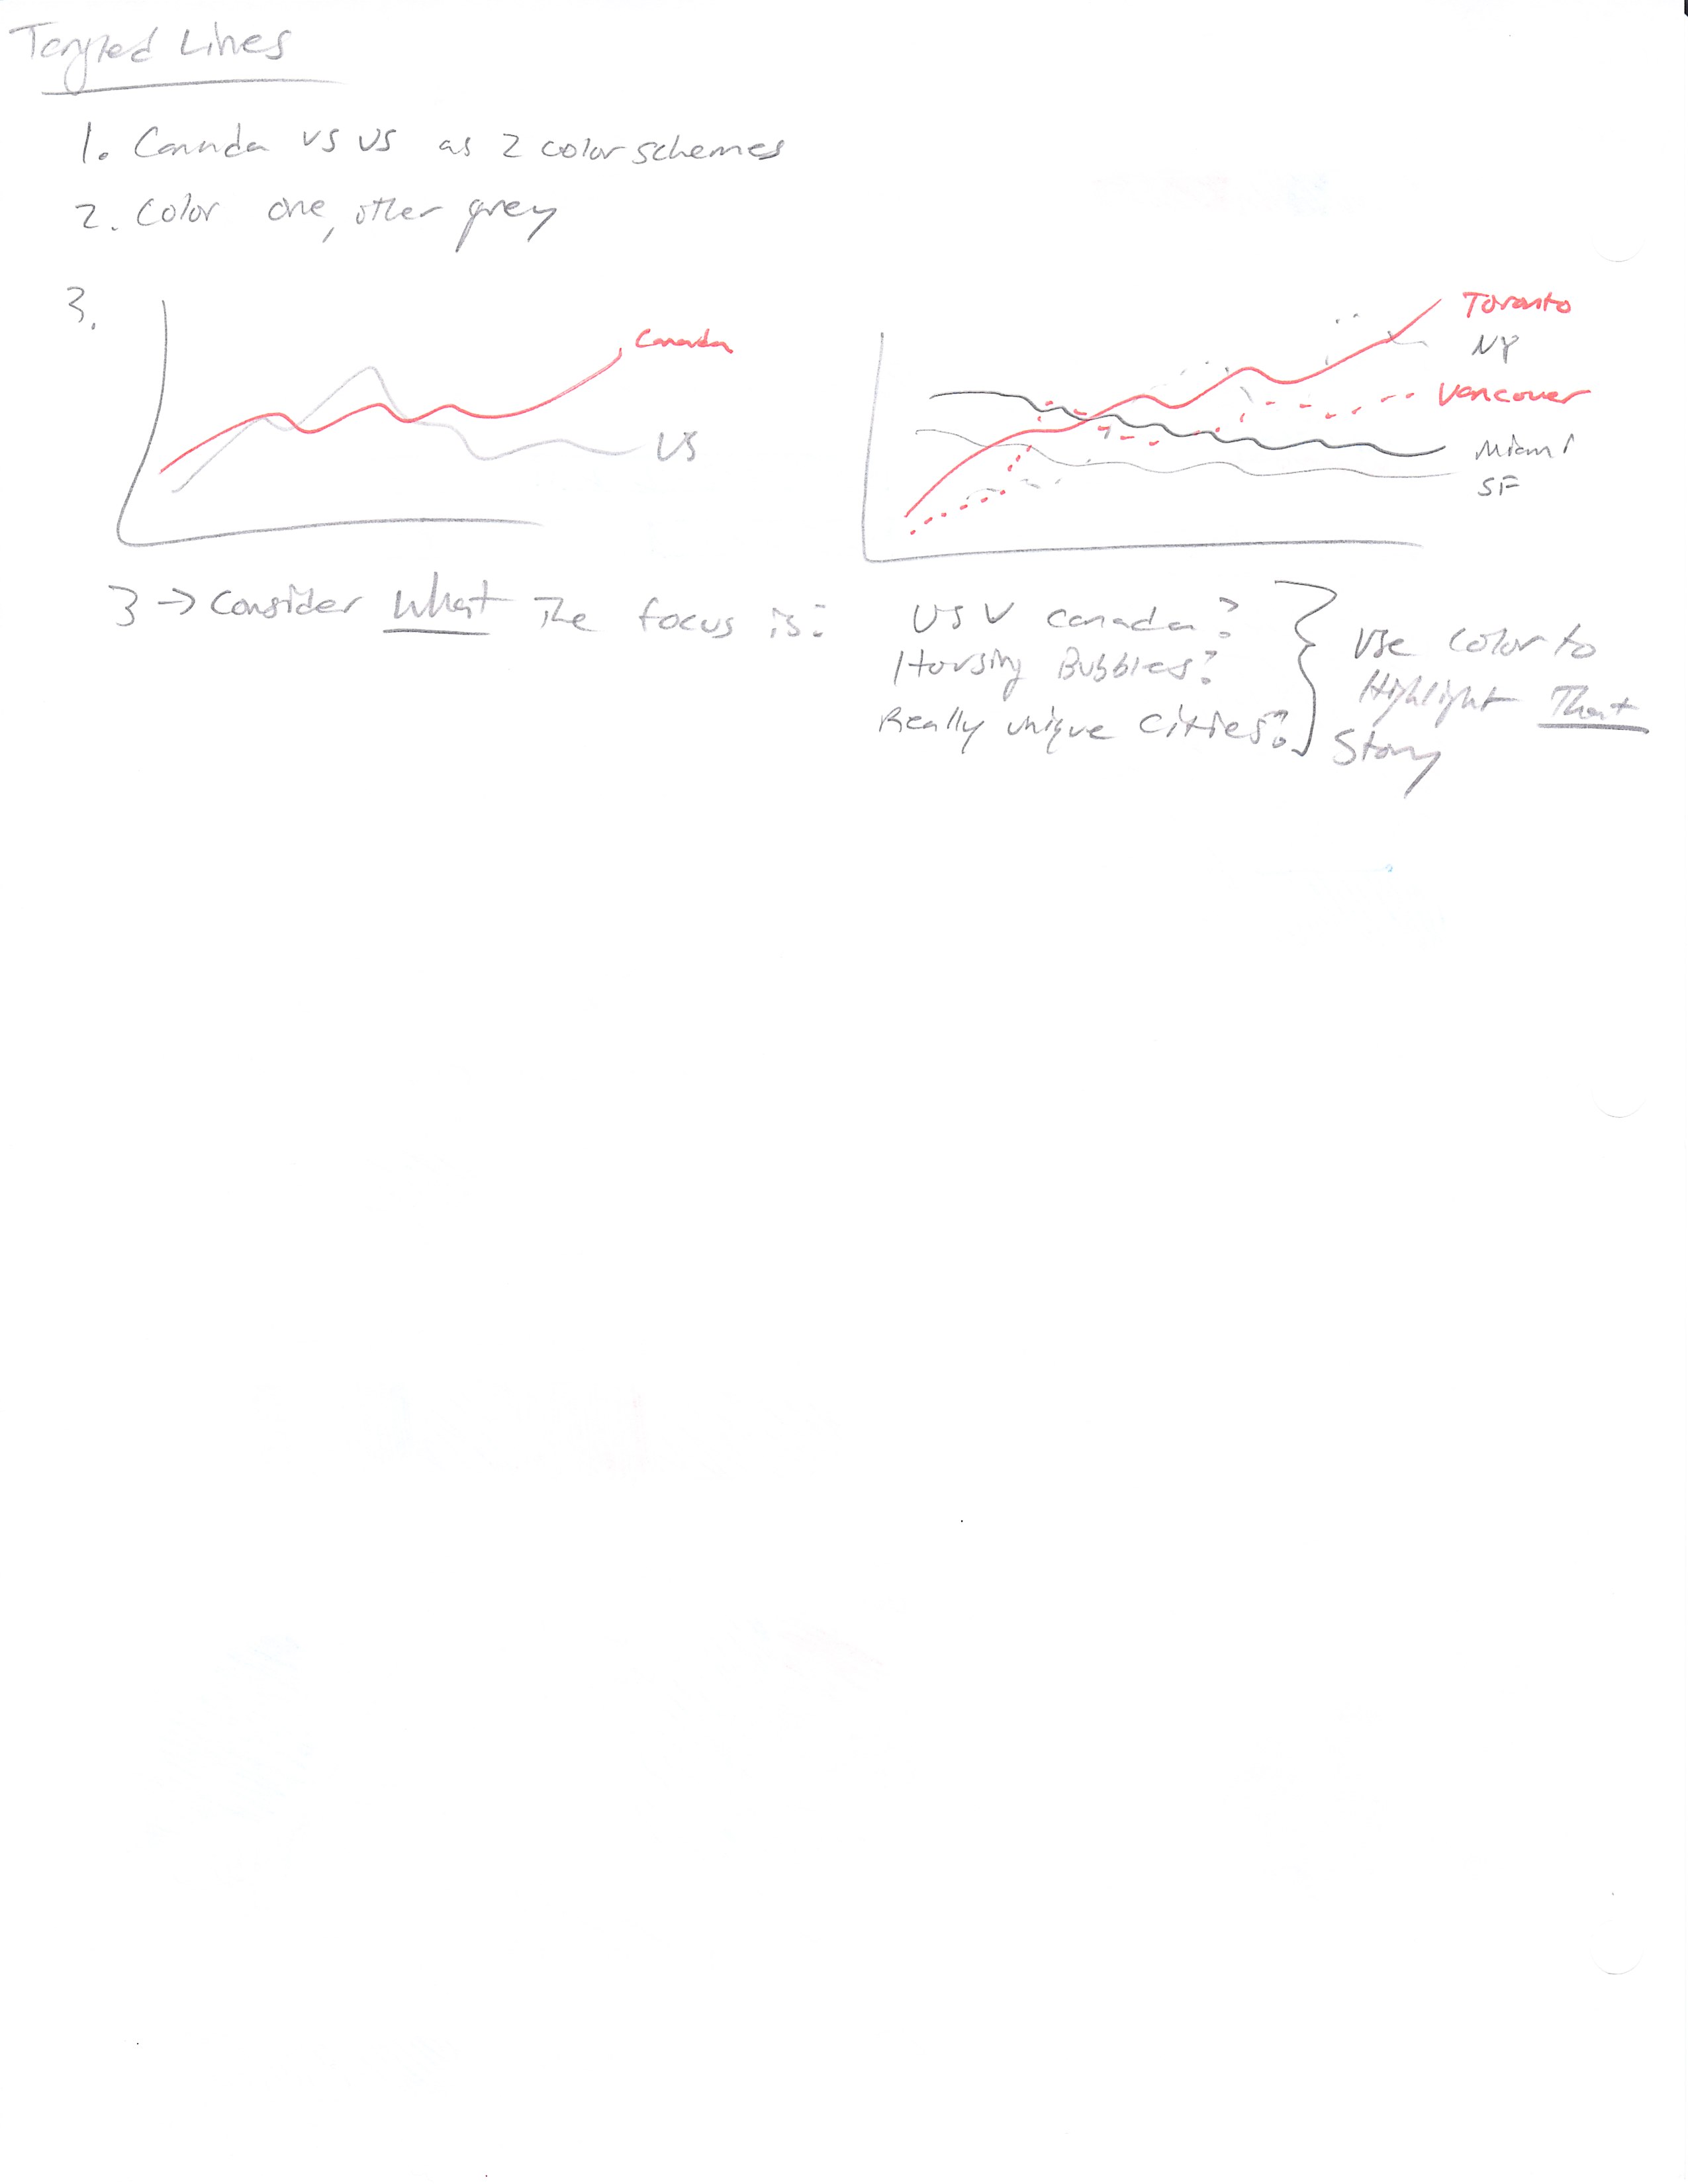 Tangled Lines
1. Canada vs US as 2 color schemes
2. Color one, other grey
3.
Canada
US
Toronto
NY
Vancouver
Miami
SF
3 → Consider What The focus is:
US V Canada?
Housing Bubbles?
Really unique Cities?
Use Color to
Highlight That
Story